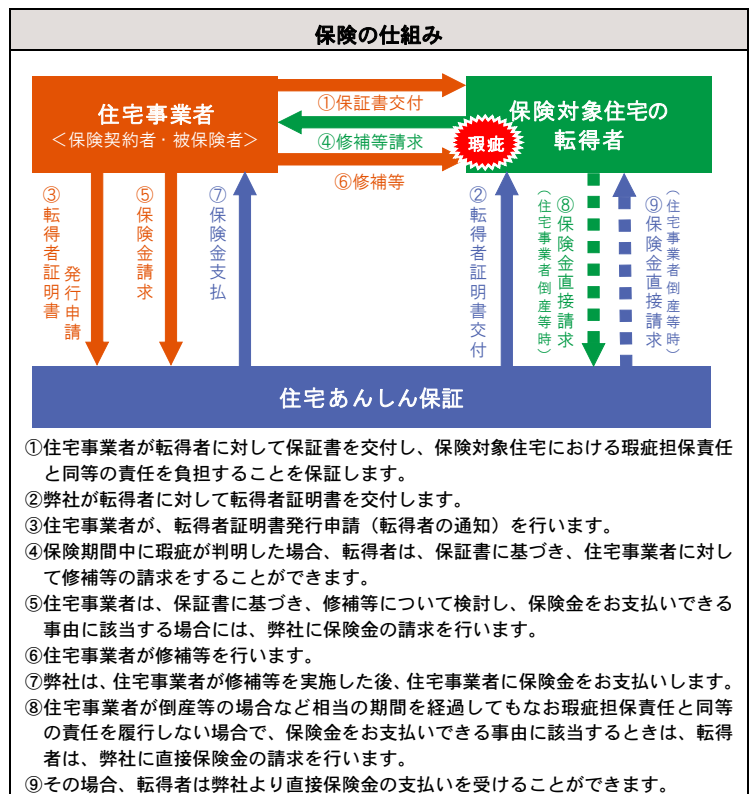 保険の仕組み
住宅事業者
＜保険契約者・被保険者＞
①保証書交付
④修補等請求
⑥修補等
瑕疵
保険対象住宅の
転得者
③転得者証明書
発行申請
⑤保険金請求
⑦保険金支払
②転得者証明書交付
⑧保険金直接請求
（住宅事業者倒産等時）
⑨保険金直接請求
（住宅事業者倒産等時）
住宅あんしん保証
①住宅事業者が転得者に対して保証書を交付し、保険対象住宅における瑕疵担保責任
と同等の責任を負担することを保証します。
②弊社が転得者に対して転得者証明書を交付します。
③住宅事業者が、転得者証明書発行申請（転得者の通知）を行います。
④保険期間中に瑕疵が判明した場合、転得者は、保証書に基づき、住宅事業者に対し
て修補等の請求をすることができます。
⑤住宅事業者は、保証書に基づき、修補等について検討し、保険金をお支払いできる
事由に該当する場合には、弊社に保険金の請求を行います。
⑥住宅事業者が修補等を行います。
⑦弊社は、住宅事業者が修補等を実施した後、住宅事業者に保険金をお支払いします。
⑧住宅事業者が倒産等の場合など相当の期間を経過してもなお瑕疵担保責任と同等
の責任を履行しない場合で、保険金をお支払いできる事由に該当するときは、転得
者は、弊社に直接保険金の請求を行います。
⑨その場合、転得者は弊社より直接保険金の支払いを受けることができます。